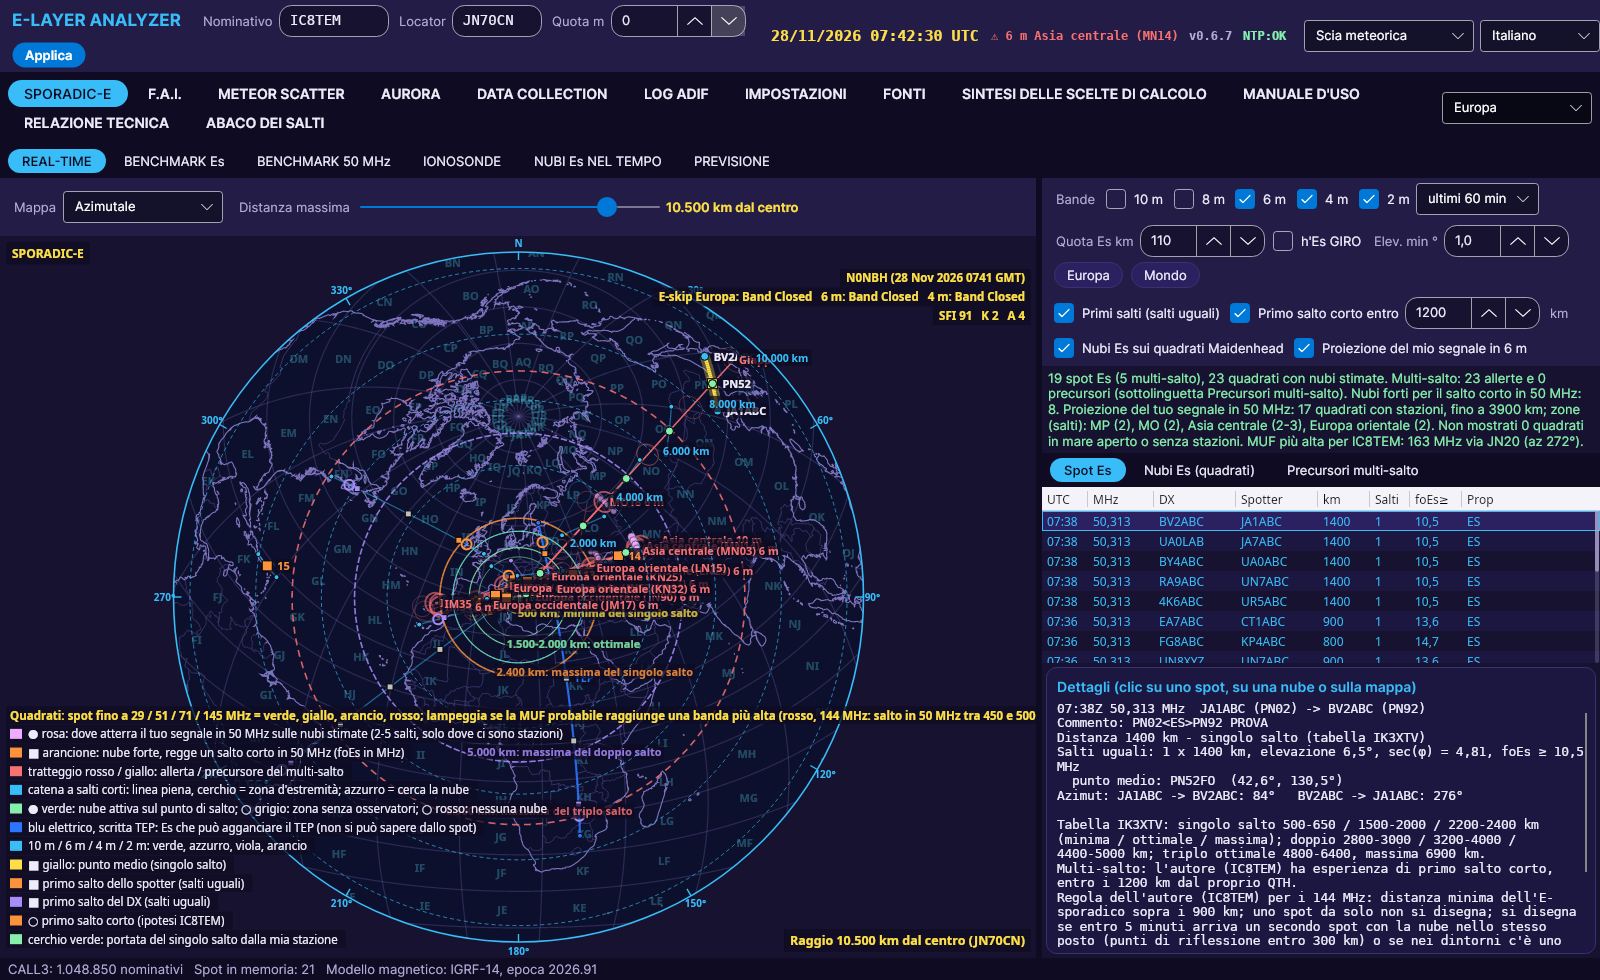 E-LAYER ANALYZER Nominativo IC8TEM Locator JN70CN Quota m 0
28/11/2026 07:42:30 UTC ⚠ 6 m Asia centrale (MN14) v0.6.7 NTP:OK Scia meteorica Italiano
Applica
SPORADIC-E F.A.I. METEOR SCATTER AURORA DATA COLLECTION LOG ADIF IMPOSTAZIONI FONTI SINTESI DELLE SCELTE DI CALCOLO MANUALE D'USO
RELAZIONE TECNICA ABACO DEI SALTI
Europa
REAL-TIME BENCHMARK Es BENCHMARK 50 MHz IONOSONDE NUBI Es NEL TEMPO PREVISIONE
Mappa Azimutale Distanza massima 10.500 km dal centro
SPORADIC-E
N0NBH (28 Nov 2026 0741 GMT)
E-skip Europa: Band Closed 6 m: Band Closed 4 m: Band Closed
SFI 91 K 2 A 4
N
330°
300°
270°
210°
180°
150°
120°
90°
60°
10.000 km
PN52
8.000 km
6.000 km
4.000 km
2.000 km
15
14
Asia centrale (MN03) 6 m
Europa orientale (LN15)
Europa orientale (KN32) 6 m
IM35
Europa occidentale (JM17) 6 m
500 km: minima del singolo salto
1.500-2.000 km: ottimale
2.400 km: massima del singolo salto
5.000 km: massima del doppio salto
del triplo salto
Quadrati: spot fino a 29 / 51 / 71 / 145 MHz = verde, giallo, arancio, rosso; lampeggia se la MUF probabile raggiunge una banda più alta (rosso, 144 MHz: salto in 50 MHz tra 450 e 500
● rosa: dove atterra il tuo segnale in 50 MHz sulle nubi stimate (2-5 salti, solo dove ci sono stazioni)
■ arancione: nube forte, regge un salto corto in 50 MHz (foEs in MHz)
tratteggio rosso / giallo: allerta / precursore del multi-salto
catena a salti corti: linea piena, cerchio = zona d'estremità; azzurro = cerca la nube
● verde: nube attiva sul punto di salto; ○ grigio: zona senza osservatori; ○ rosso: nessuna nube
blu elettrico, scritta TEP: Es che può agganciare il TEP (non si può sapere dallo spot)
10 m / 6 m / 4 m / 2 m: verde, azzurro, viola, arancio
■ giallo: punto medio (singolo salto)
■ primo salto dello spotter (salti uguali)
■ primo salto del DX (salti uguali)
○ primo salto corto (ipotesi IC8TEM)
cerchio verde: portata del singolo salto dalla mia stazione
Raggio 10.500 km dal centro (JN70CN)
Bande 10 m 8 m 6 m 4 m 2 m ultimi 60 min
Quota Es km 110 h'Es GIRO Elev. min ° 1,0
Europa Mondo
Primi salti (salti uguali) Primo salto corto entro 1200 km
Nubi Es sui quadrati Maidenhead Proiezione del mio segnale in 6 m
19 spot Es (5 multi-salto), 23 quadrati con nubi stimate. Multi-salto: 23 allerte e 0
precursori (sottolinguetta Precursori multi-salto). Nubi forti per il salto corto in 50 MHz:
8. Proiezione del tuo segnale in 50 MHz: 17 quadrati con stazioni, fino a 3900 km; zone
(salti): MP (2), MO (2), Asia centrale (2-3), Europa orientale (2). Non mostrati 0 quadrati
in mare aperto o senza stazioni. MUF più alta per IC8TEM: 163 MHz via JN20 (az 272°).
Spot Es Nubi Es (quadrati) Precursori multi-salto
UTC MHz DX Spotter km Salti foEs≥ Prop
07:38 50,313 BV2ABC JA1ABC 1400 1 10,5 ES
07:38 50,313 UA0LAB JA7ABC 1400 1 10,5 ES
07:38 50,313 BY4ABC UA0ABC 1400 1 10,5 ES
07:38 50,313 RA9ABC UN7ABC 1400 1 10,5 ES
07:38 50,313 4K6ABC UR5ABC 1400 1 10,5 ES
07:36 50,313 EA7ABC CT1ABC 900 1 13,6 ES
07:36 50,313 FG8ABC KP4ABC 800 1 14,7 ES
07:36 50,313 UN8XYZ UN7ABC 900 1 13,6 ES
Dettagli (clic su uno spot, su una nube o sulla mappa)
07:38Z 50,313 MHz JA1ABC (PN02) -> BV2ABC (PN92)
Commento: PN02<ES>PN92 PROVA
Distanza 1400 km - singolo salto (tabella IK3XTV)
Salti uguali: 1 x 1400 km, elevazione 6,5°, sec(φ) = 4,81, foEs ≥ 10,5
MHz
punto medio: PN52FO (42,6°, 130,5°)
Azimut: JA1ABC -> BV2ABC: 84° BV2ABC -> JA1ABC: 276°
Tabella IK3XTV: singolo salto 500-650 / 1500-2000 / 2200-2400 km
(minima / ottimale / massima); doppio 2800-3000 / 3200-4000 /
4400-5000 km; triplo ottimale 4800-6400, massima 6900 km.
Multi-salto: l'autore (IC8TEM) ha esperienza di primo salto corto,
entro i 1200 km dal proprio QTH.
Regola dell'autore (IC8TEM) per i 144 MHz: distanza minima dell'E-
sporadico sopra i 900 km; uno spot da solo non si disegna; si disegna
se entro 5 minuti arriva un secondo spot con la nube nello stesso
posto (punti di riflessione entro 300 km) o se nei dintorni c'è uno
CALL3: 1.048.850 nominativi Spot in memoria: 21 Modello magnetico: IGRF-14, epoca 2026.91